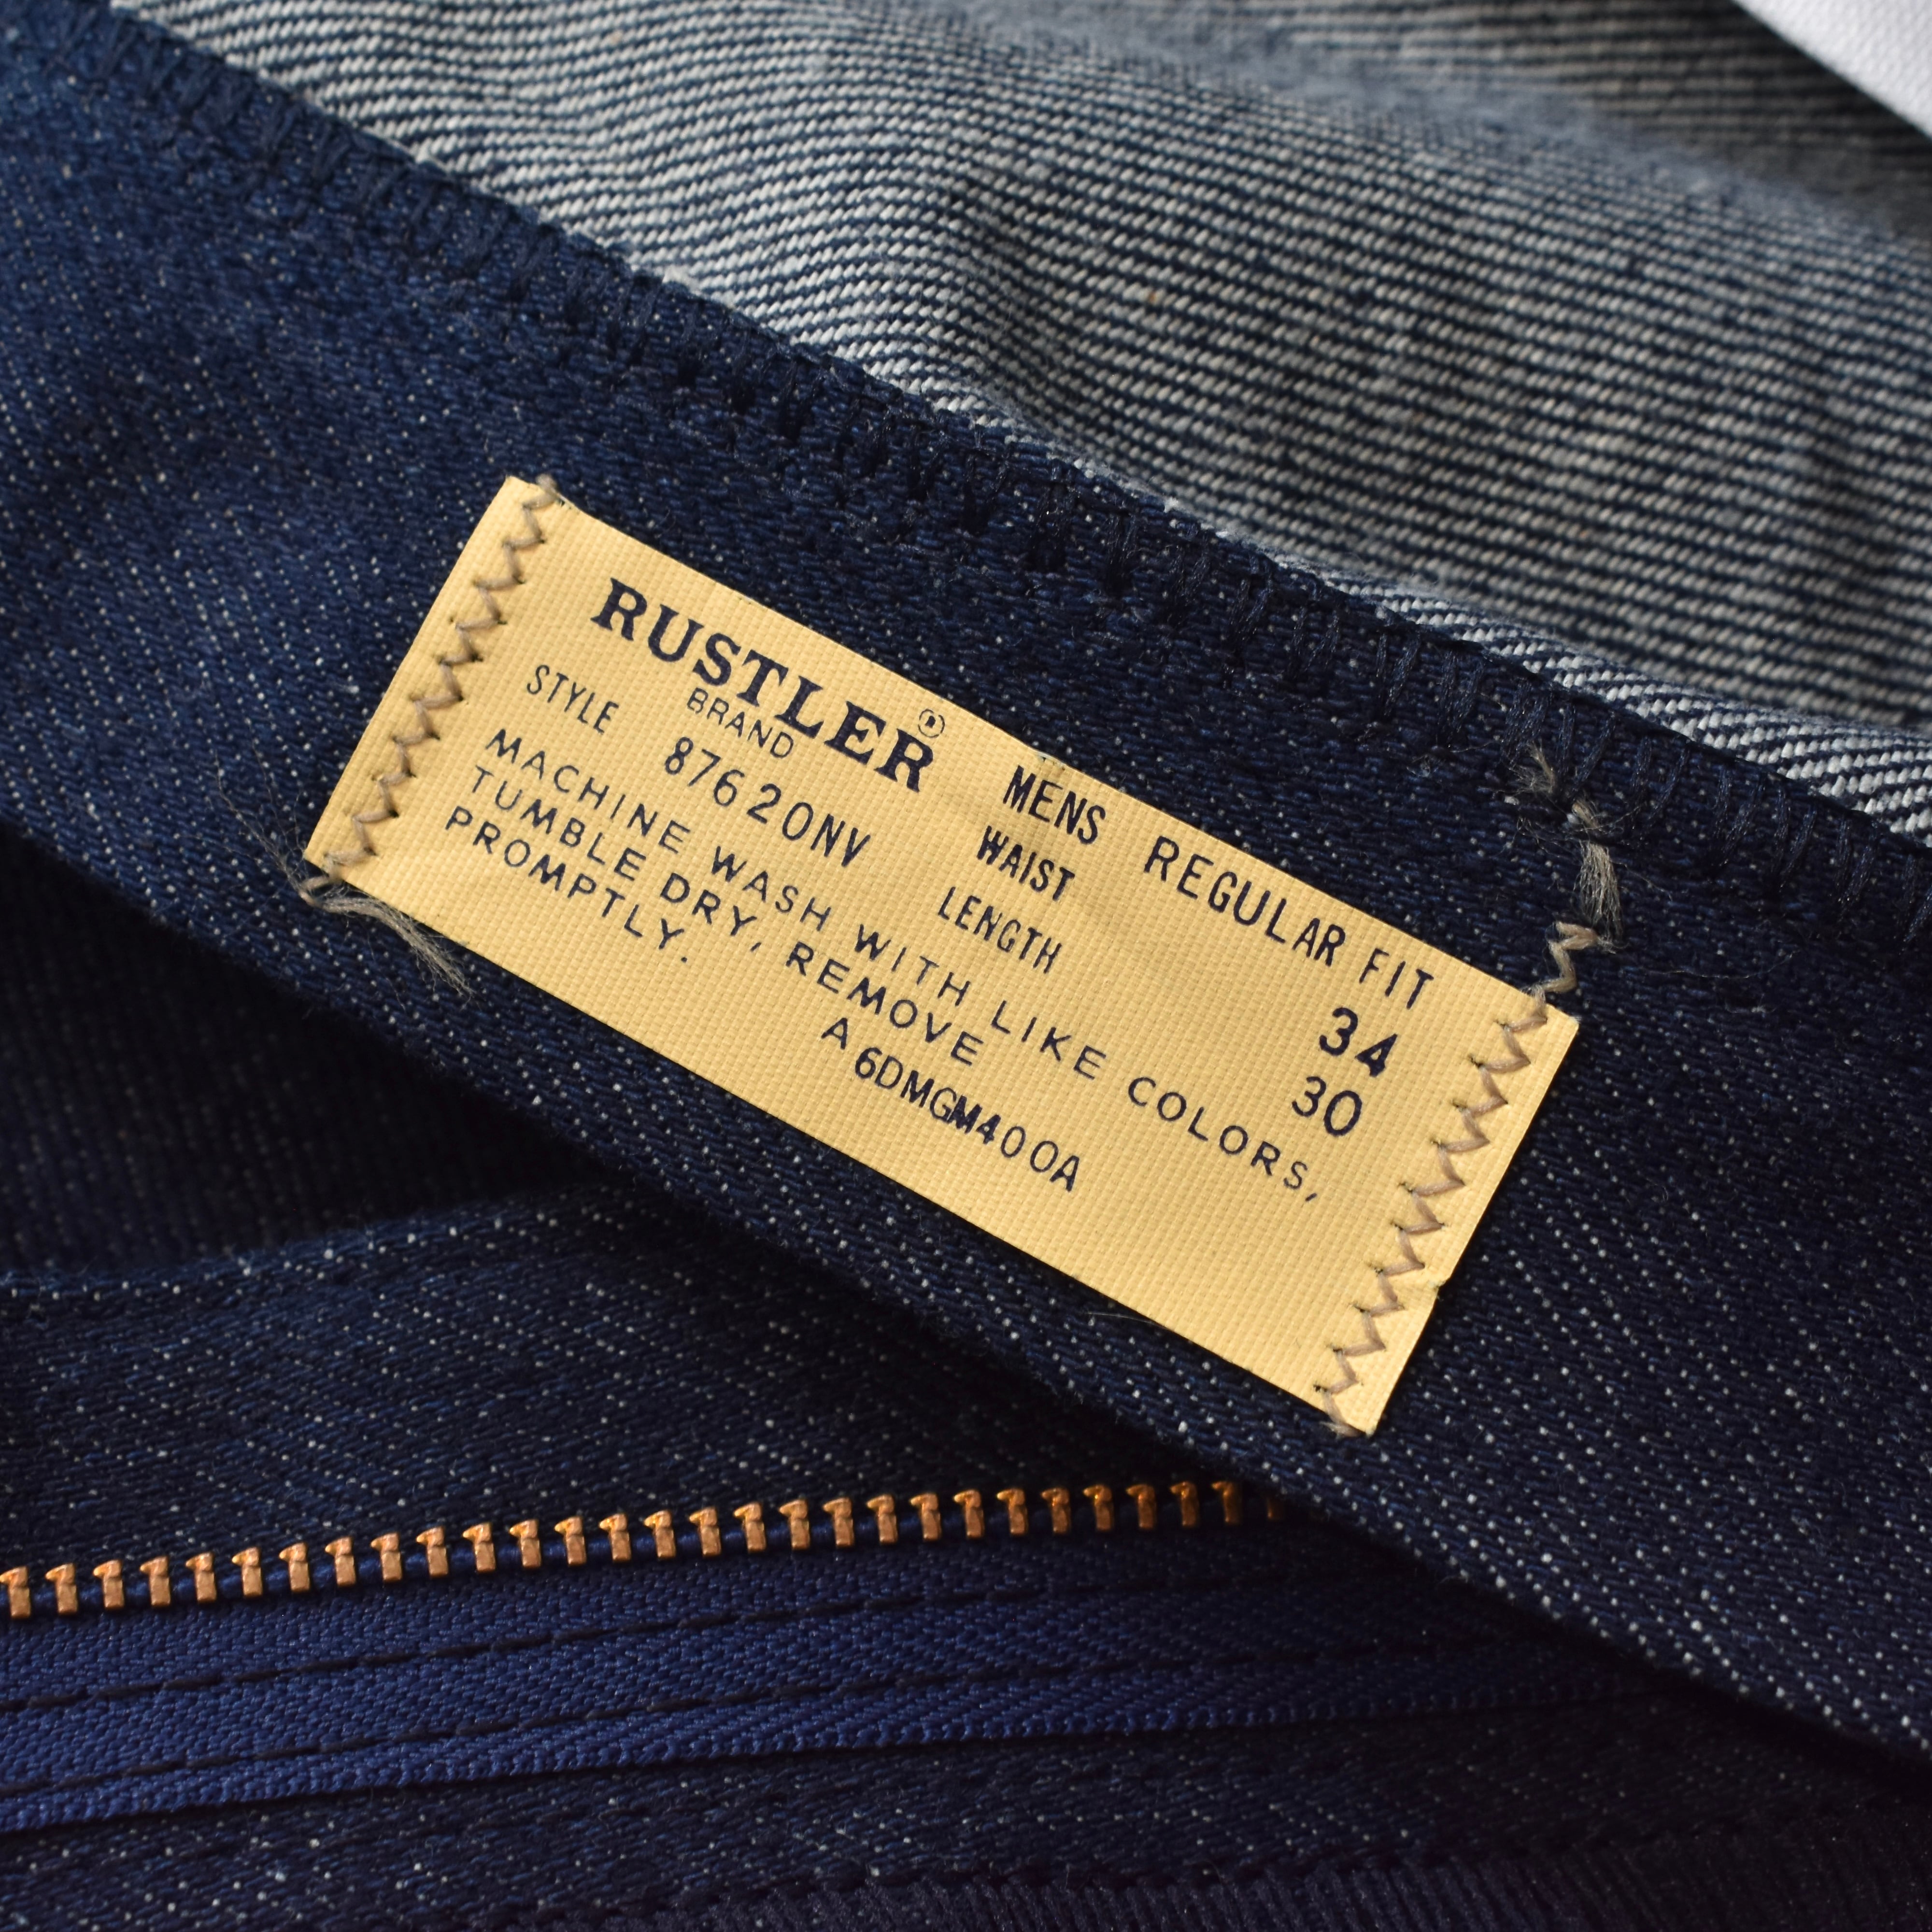 RUSTLER®
BRAND
MENS REGULAR FIT
STYLE 87620NV
WAIST 34
LENGTH 30
MACHINE WASH WITH LIKE COLORS,
TUMBLE DRY, REMOVE
PROMPTLY.
A6DMGM400A